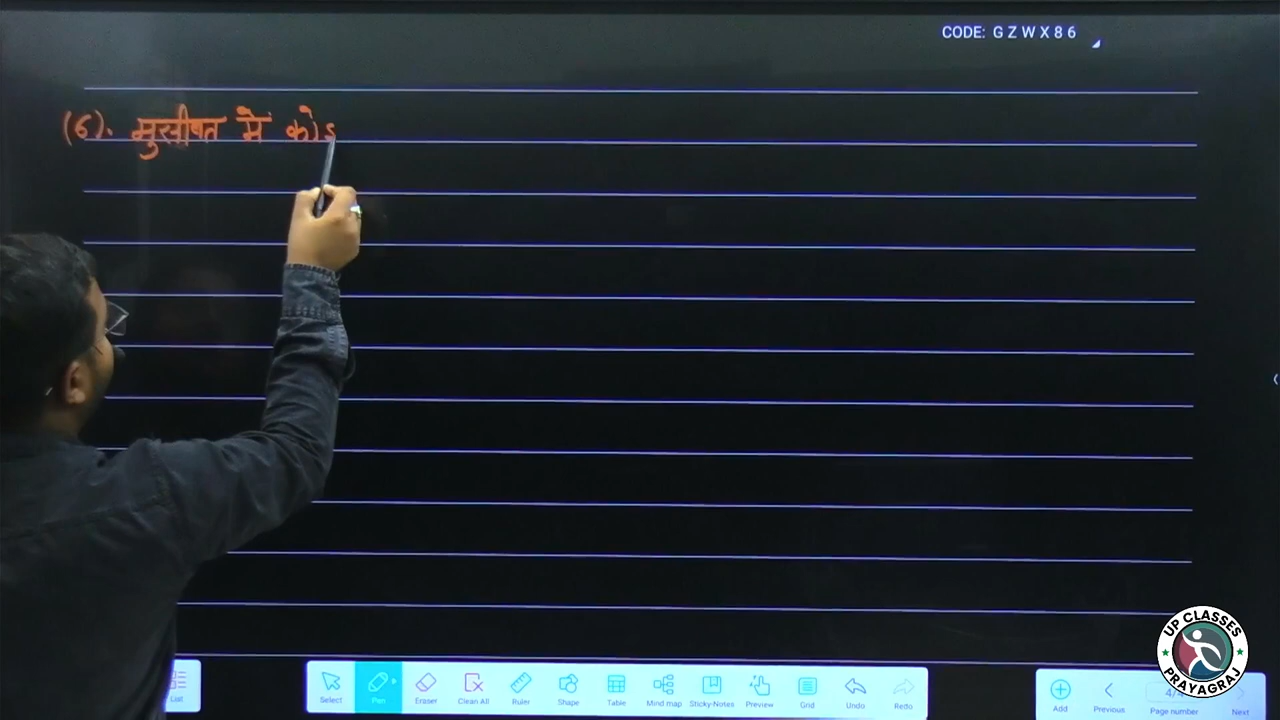 CODE: G Z W X 8 6
(6). मुसीबत में को
List
Select
Pen
Eraser
Clean All
Ruler
Shape
Table
Mind map
Sticky-Notes
Preview
Grid
Undo
Redo
Add
Previous
Page number
Next
UP CLASSES
PRAYAGRAJ